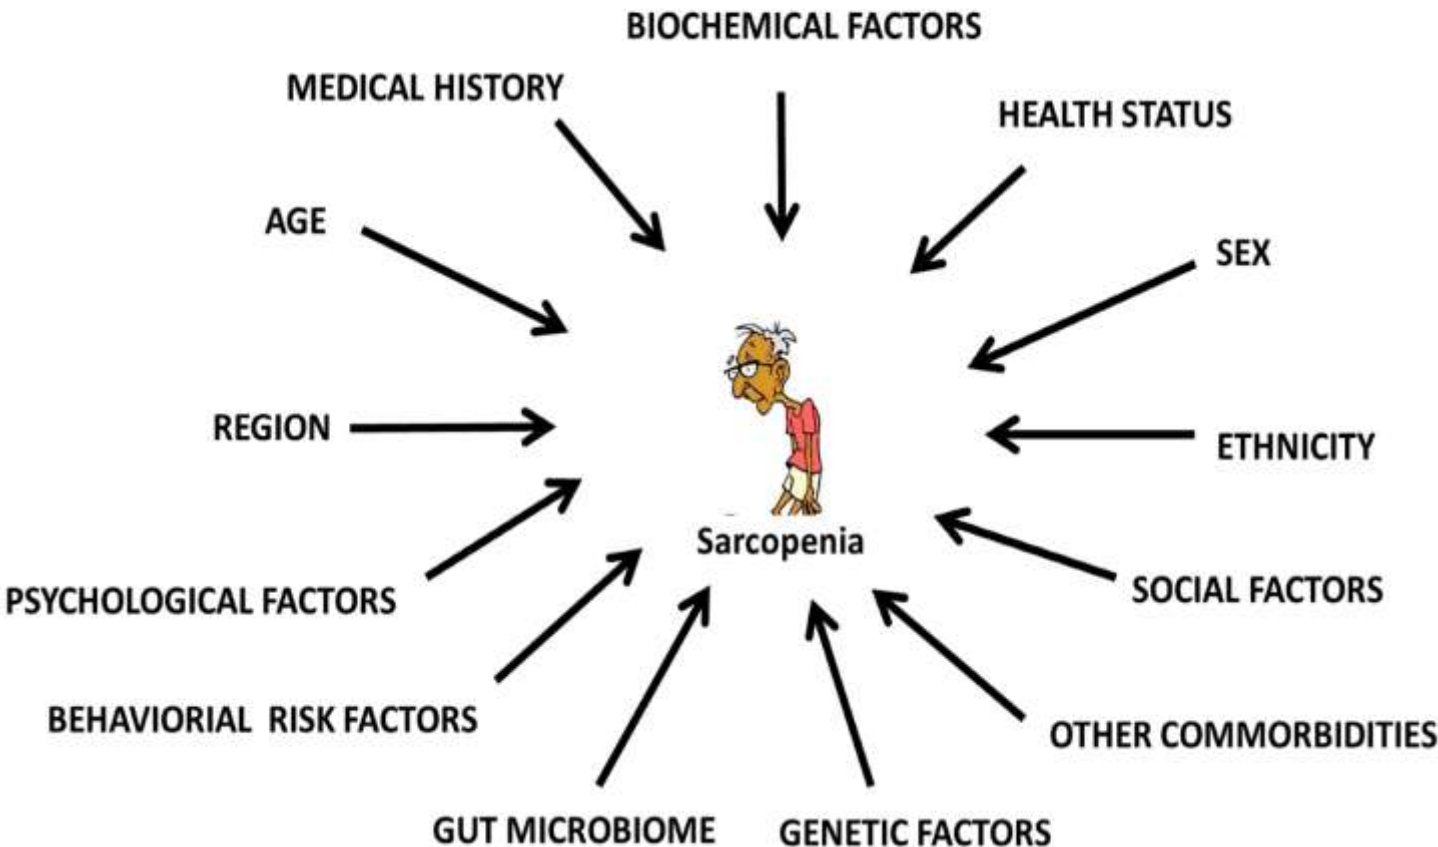 BIOCHEMICAL FACTORS
MEDICAL HISTORY
HEALTH STATUS
AGE
SEX
REGION
ETHNICITY
Sarcopenia
PSYCHOLOGICAL FACTORS
SOCIAL FACTORS
BEHAVIORIAL RISK FACTORS
OTHER COMMORBIDITIES
GUT MICROBIOME
GENETIC FACTORS